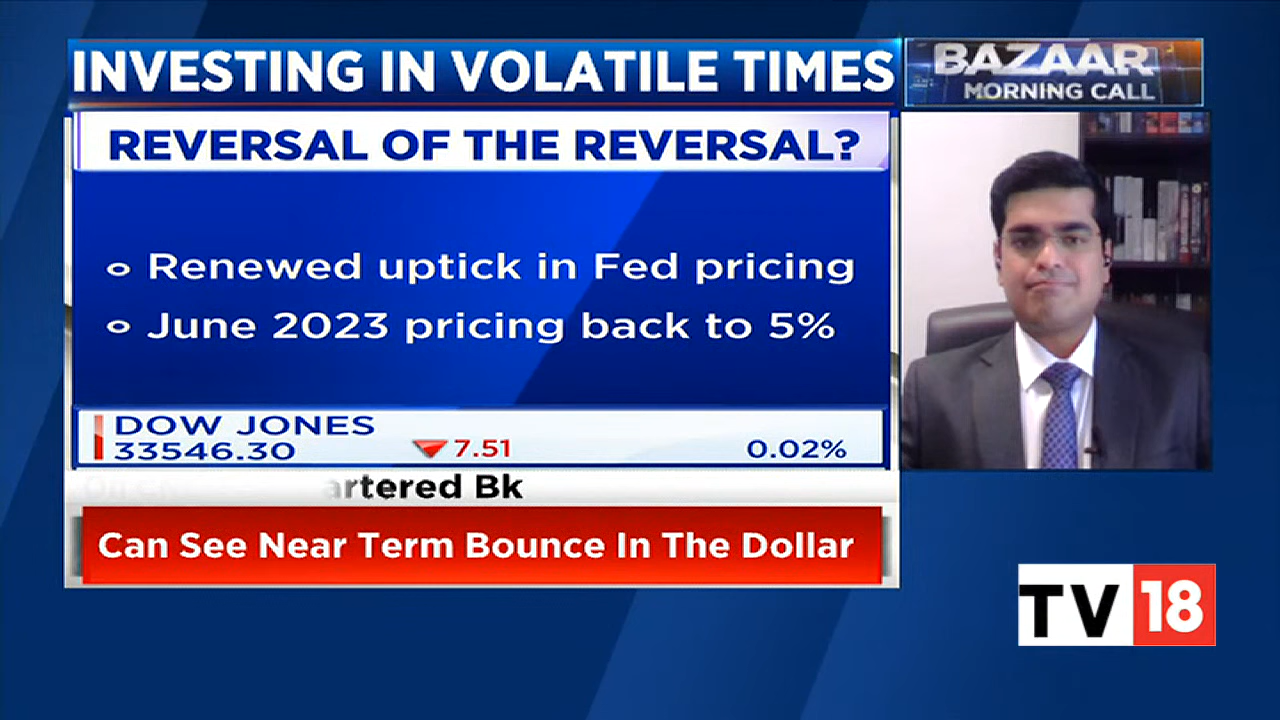 INVESTING IN VOLATILE TIMES
BAZAAR
MORNING CALL
REVERSAL OF THE REVERSAL?
Renewed uptick in Fed pricing
June 2023 pricing back to 5%
DOW JONES
33546.30 7.51 0.02%
artered Bk
Can See Near Term Bounce In The Dollar
TV18